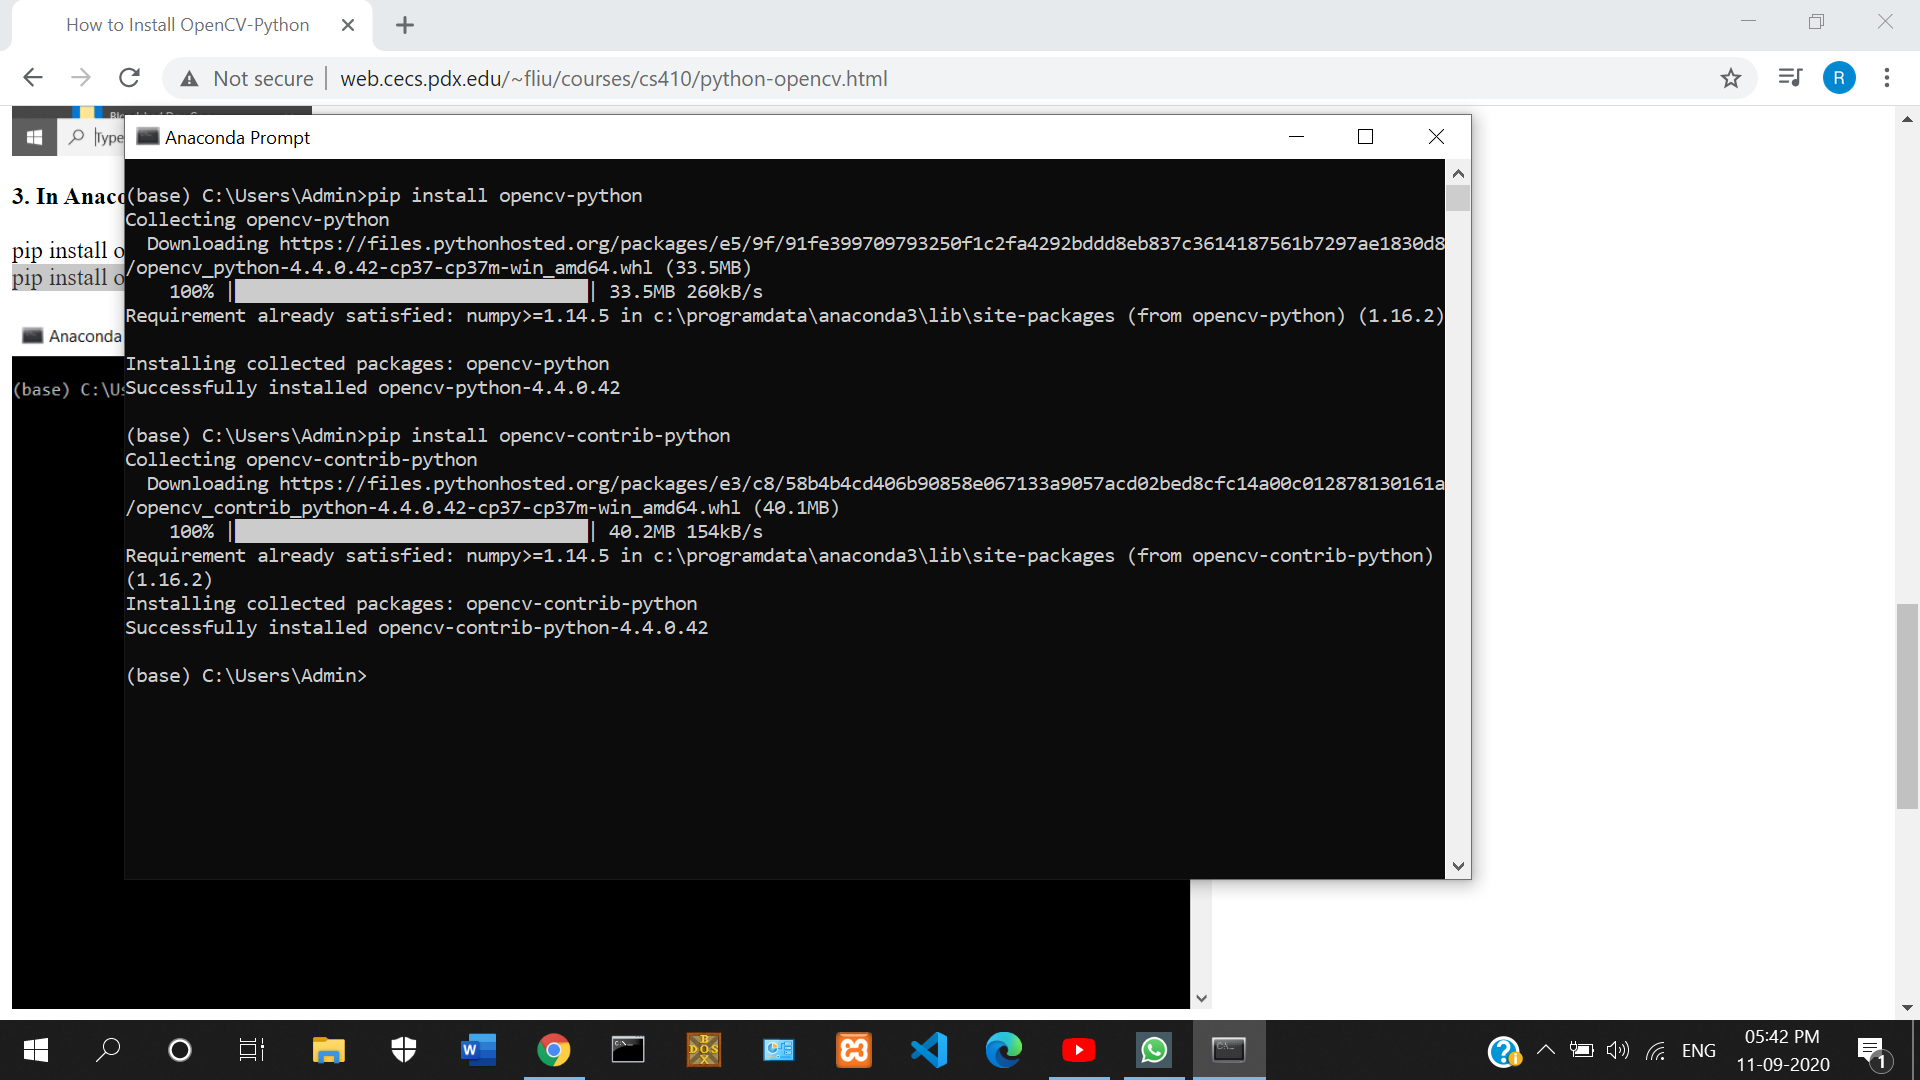 How to Install OpenCV-Python
Not secure
web.cecs.pdx.edu/~fliu/courses/cs410/python-opencv.html
R
Type
Anaconda Prompt
3. In Anaco
pip install o
pip install o
Anaconda
(base) C:\Us
(base) C:\Users\Admin>pip install opencv-python
Collecting opencv-python
Downloading https://files.pythonhosted.org/packages/e5/9f/91fe399709793250f1c2fa4292bddd8eb837c3614187561b7297ae1830d8
/opencv_python-4.4.0.42-cp37-cp37m-win_amd64.whl (33.5MB)
100% | | 33.5MB 260kB/s
Requirement already satisfied: numpy>=1.14.5 in c:\programdata\anaconda3\lib\site-packages (from opencv-python) (1.16.2)
Installing collected packages: opencv-python
Successfully installed opencv-python-4.4.0.42
(base) C:\Users\Admin>pip install opencv-contrib-python
Collecting opencv-contrib-python
Downloading https://files.pythonhosted.org/packages/e3/c8/58b4b4cd406b90858e067133a9057acd02bed8cfc14a00c012878130161a
/opencv_contrib_python-4.4.0.42-cp37-cp37m-win_amd64.whl (40.1MB)
100% | | 40.2MB 154kB/s
Requirement already satisfied: numpy>=1.14.5 in c:\programdata\anaconda3\lib\site-packages (from opencv-contrib-python)
(1.16.2)
Installing collected packages: opencv-contrib-python
Successfully installed opencv-contrib-python-4.4.0.42
(base) C:\Users\Admin>
W
DOS
BOX
ENG
05:42 PM
11-09-2020
1